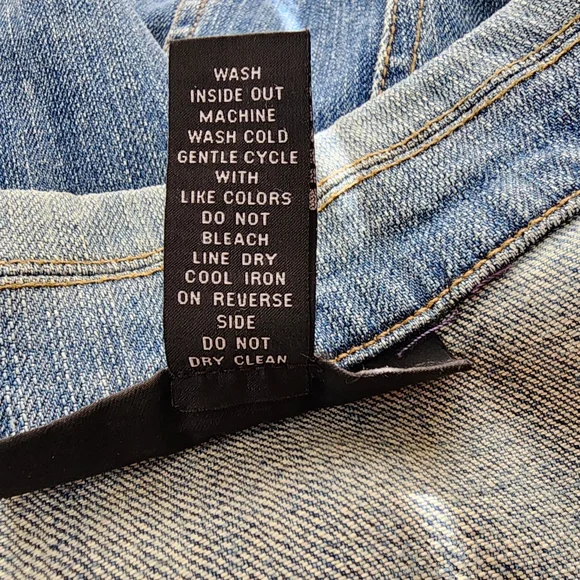 WASH
INSIDE OUT
MACHINE
WASH COLD
GENTLE CYCLE
WITH
LIKE COLORS
DO NOT
BLEACH
LINE DRY
COOL IRON
ON REVERSE
SIDE
DO NOT
DRY CLEAN